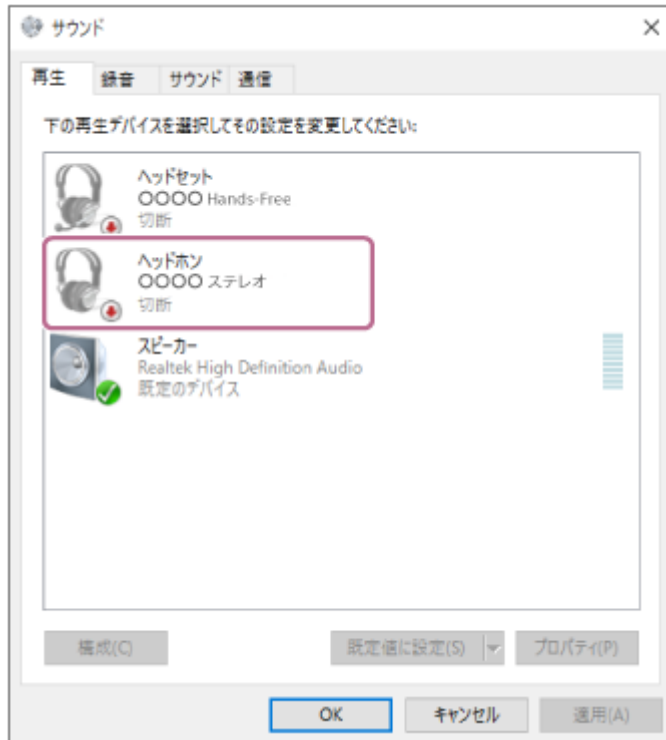 サウンド
再生 録音 サウンド 通信
下の再生デバイスを選択してその設定を変更してください:
ヘッドセット
〇〇〇〇 Hands-Free
切断
ヘッドホン
〇〇〇〇 ステレオ
切断
スピーカー
Realtek High Definition Audio
既定のデバイス
構成(C) 既定値に設定(S) プロパティ(P)
OK キャンセル 適用(A)